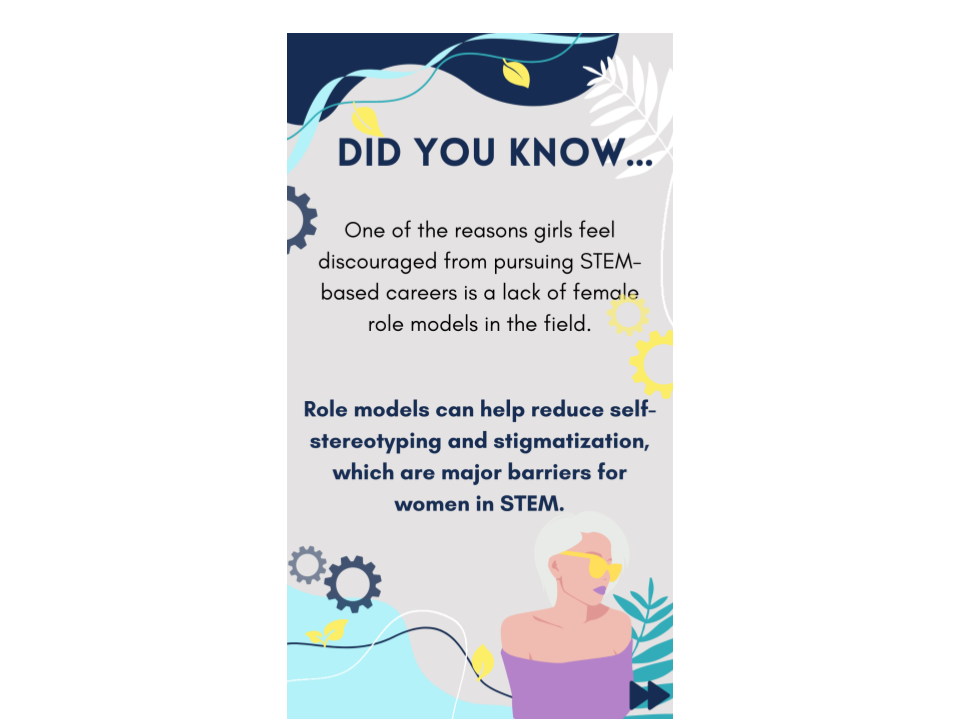 DID YOU KNOW...
One of the reasons girls feel
discouraged from pursuing STEM-
based careers is a lack of female
role models in the field.
Role models can help reduce self-
stereotyping and stigmatization,
which are major barriers for
women in STEM.